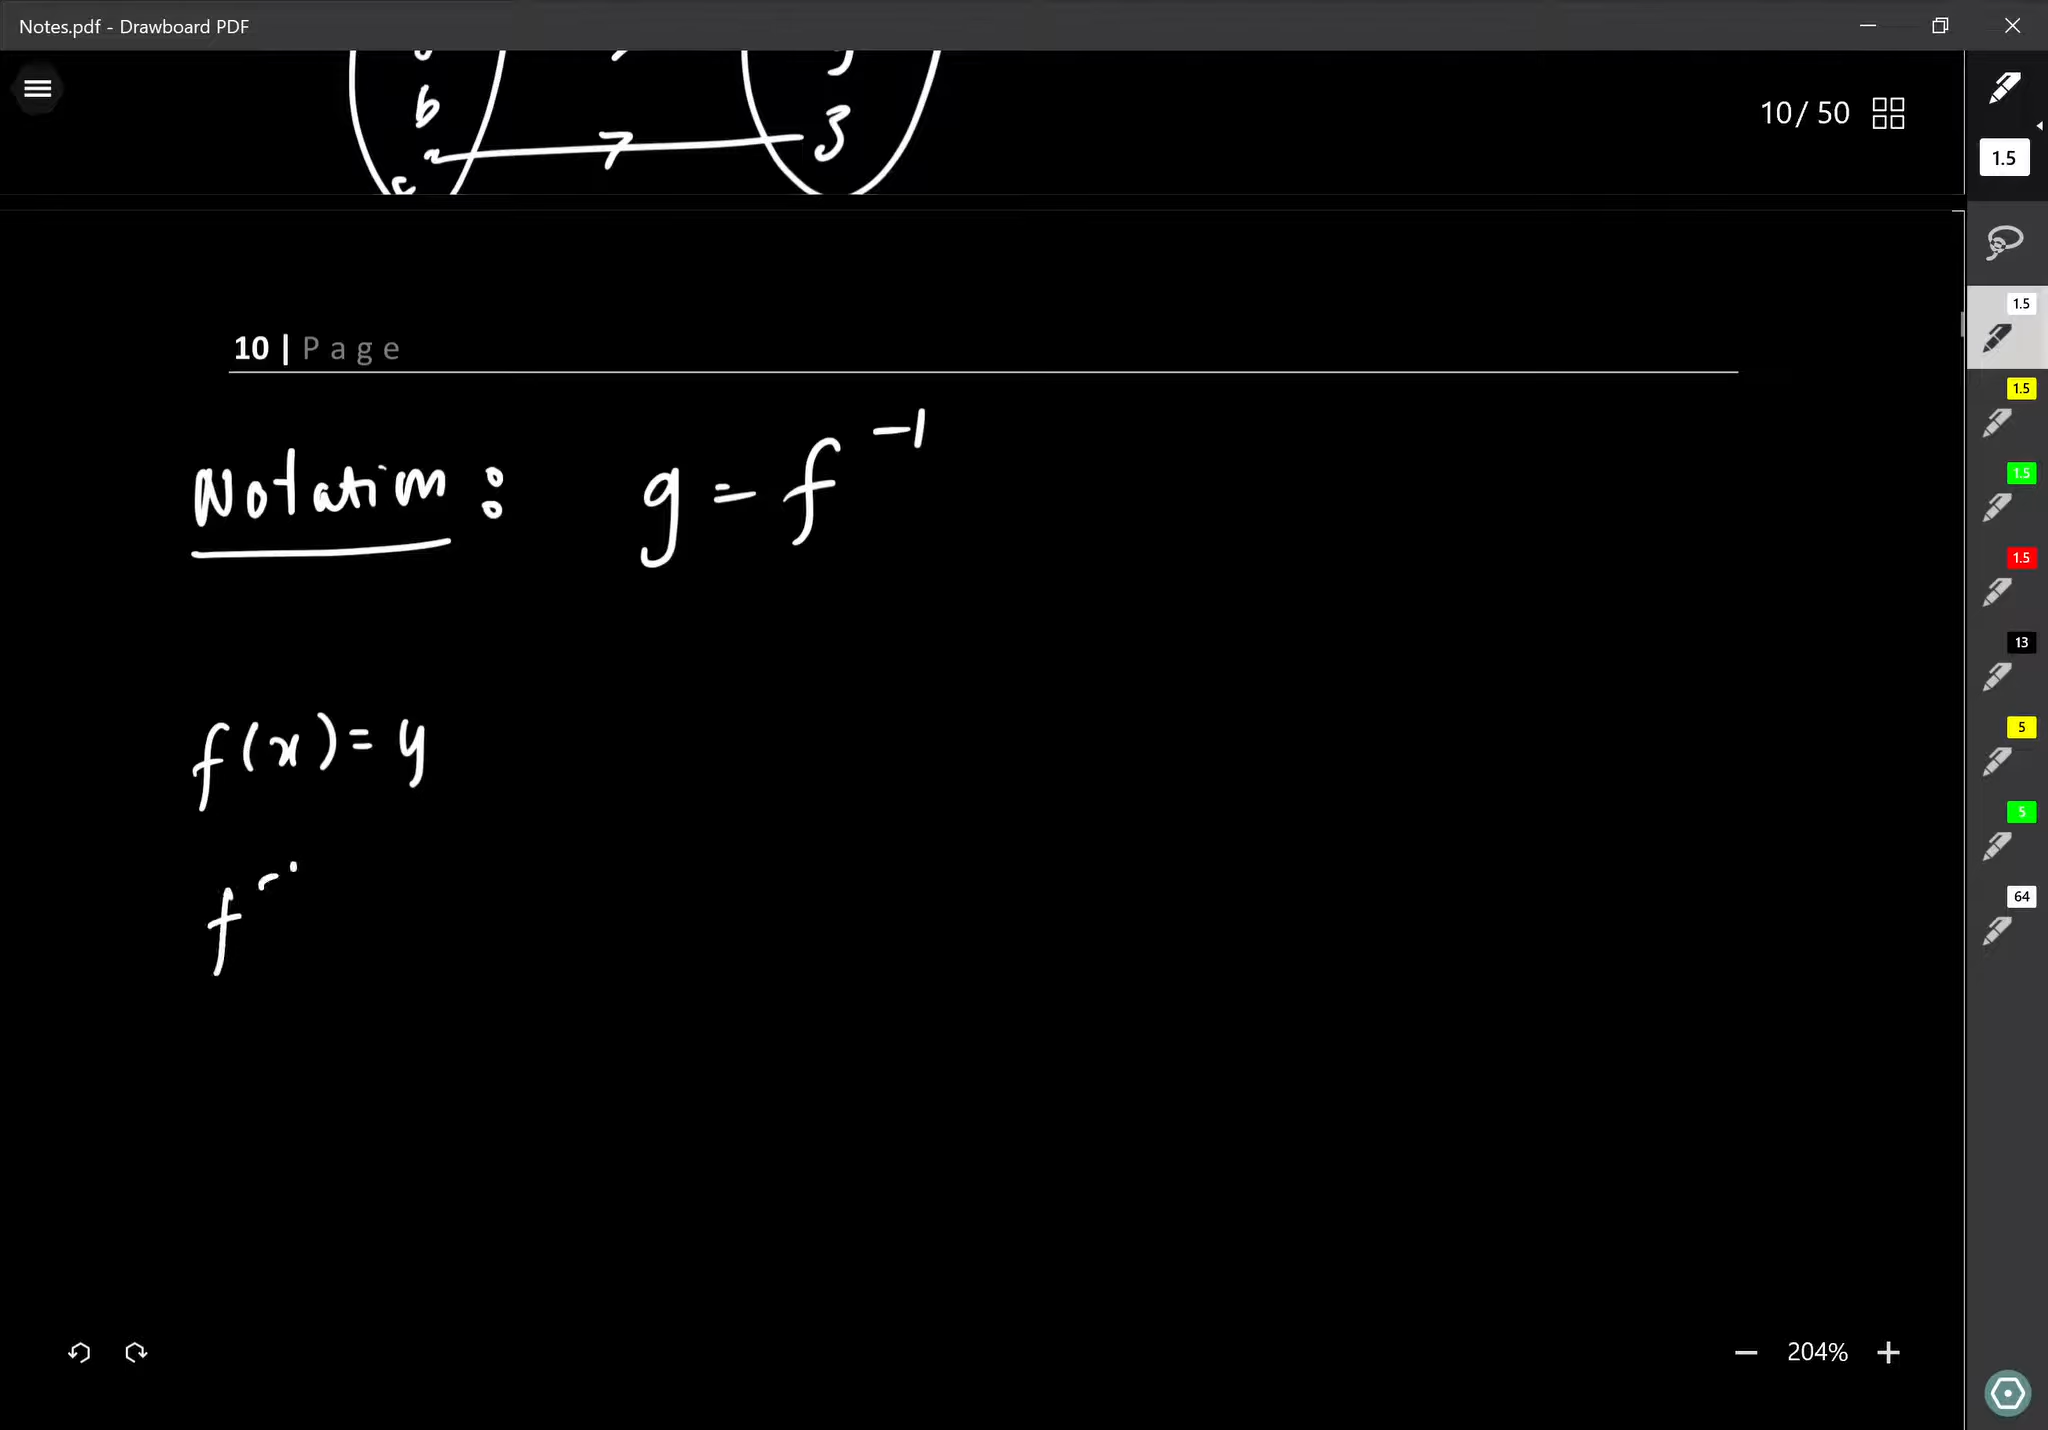 Notes.pdf - Drawboard PDF
b
3
c
10/ 50
1.5
10 | Page
Notation : g = f⁻¹
f(x) = y
f
1.5
1.5
1.5
1.5
13
5
5
64
204%